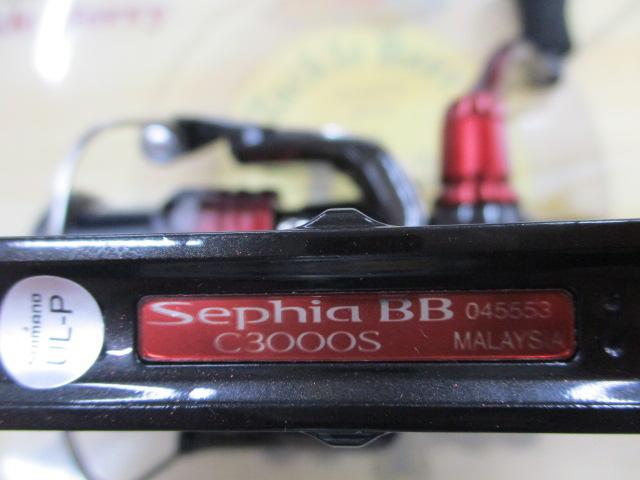 Sephia BB 045553
C3000S MALAYSIA
Shimano
UL-P